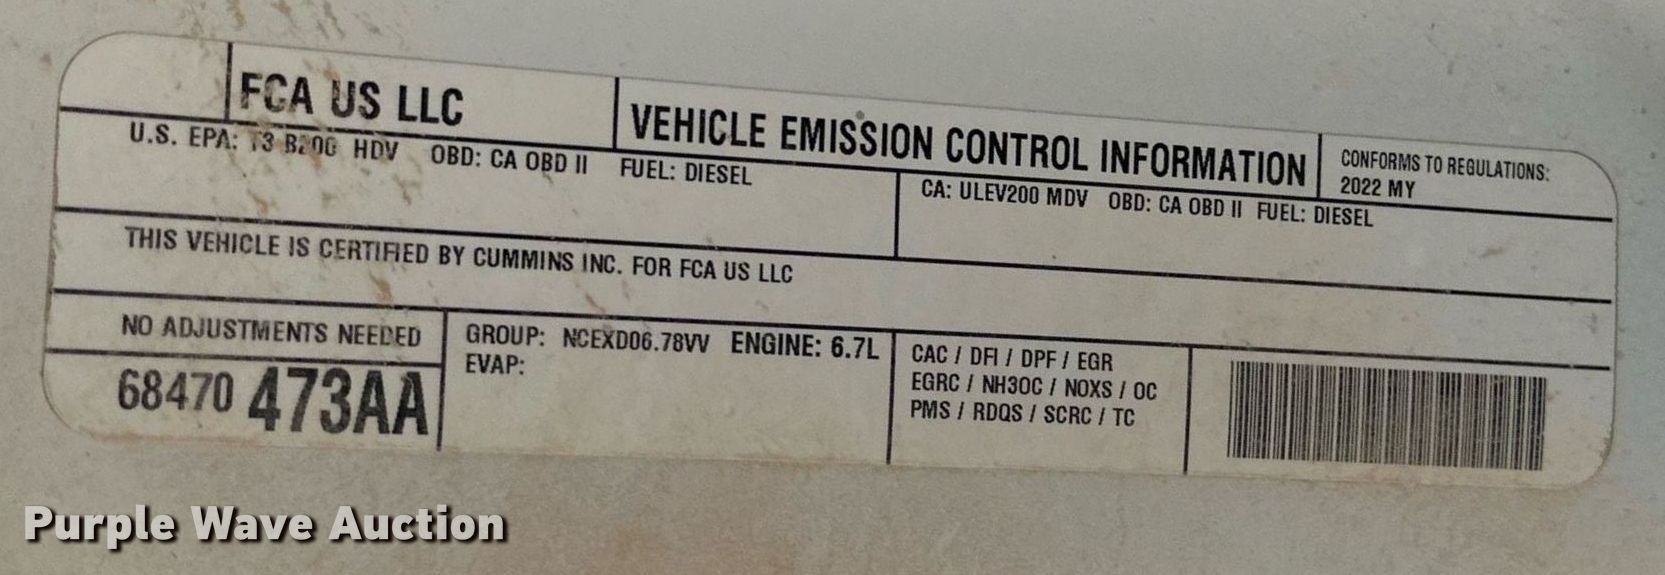 FCA US LLC
VEHICLE EMISSION CONTROL INFORMATION
CONFORMS TO REGULATIONS:
2022 MY
U.S. EPA: T3 B200 HDV OBD: CA OBD II FUEL: DIESEL
CA: ULEV200 MDV OBD: CA OBD II FUEL: DIESEL
THIS VEHICLE IS CERTIFIED BY CUMMINS INC. FOR FCA US LLC
NO ADJUSTMENTS NEEDED
68470 473AA
GROUP: NCEXD06.78VV ENGINE: 6.7L
EVAP:
CAC / DFI / DPF / EGR
EGRC / NH3OC / NOXS / OC
PMS / RDQS / SCRC / TC
Purple Wave Auction